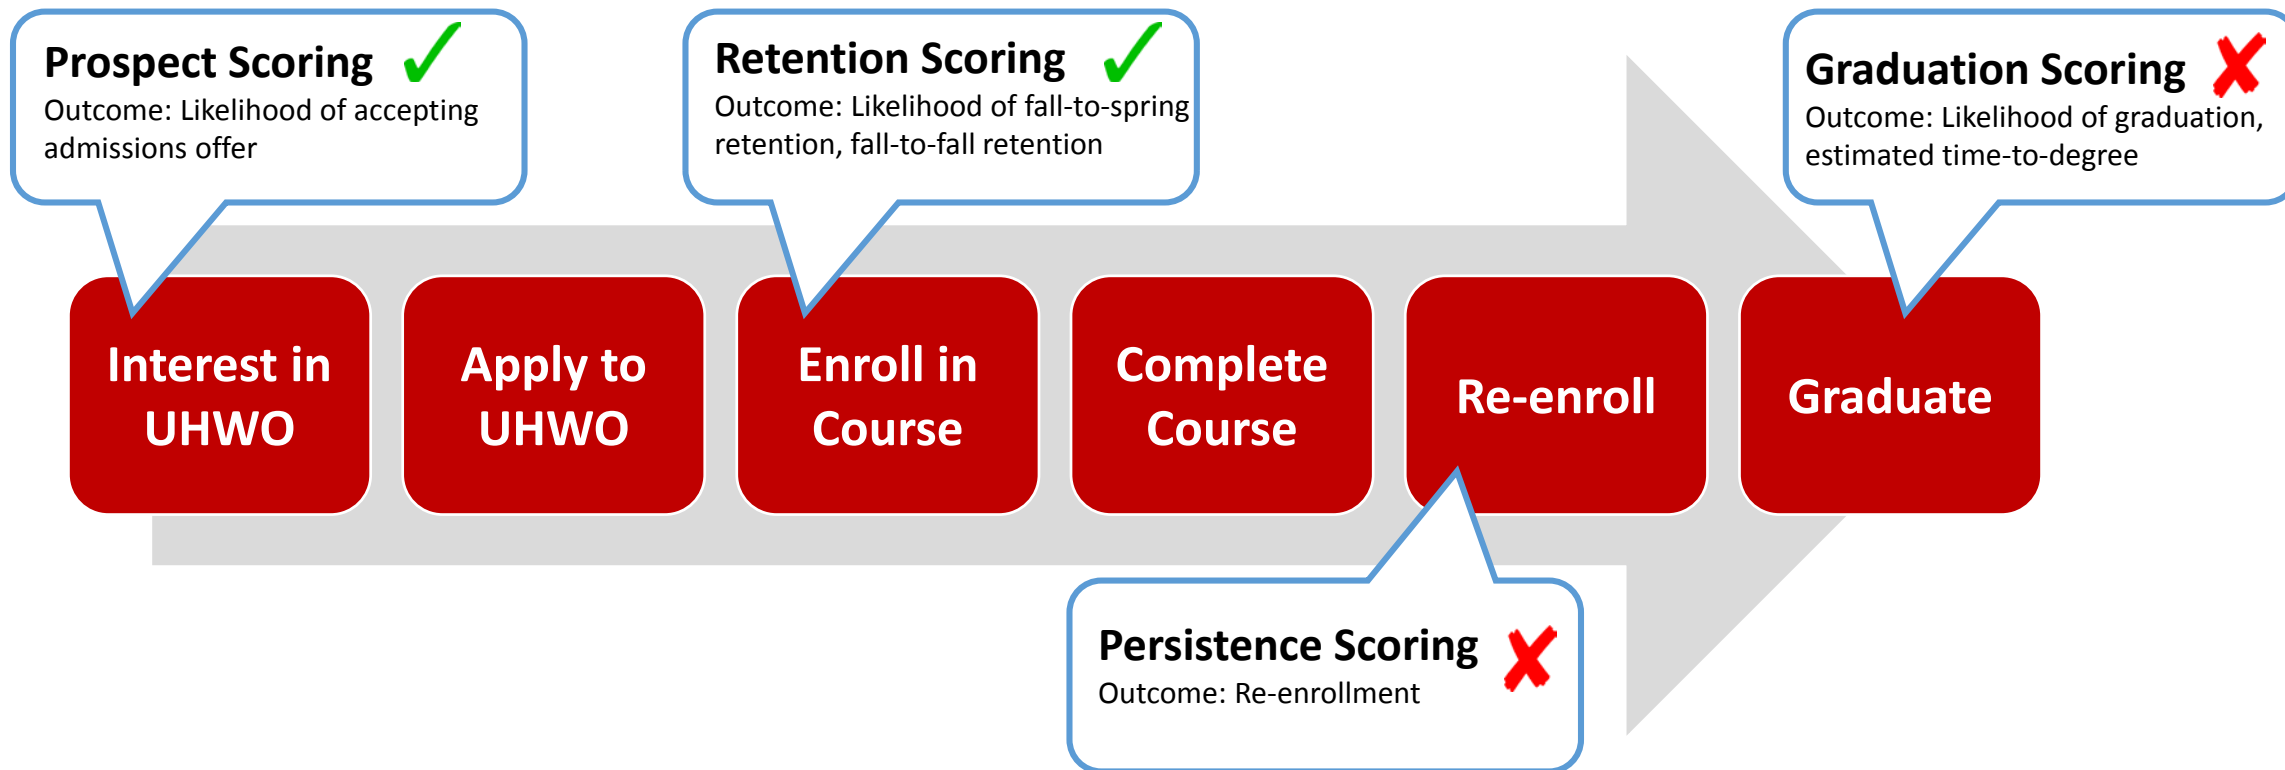 Prospect Scoring
Outcome: Likelihood of accepting
admissions offer
Retention Scoring
Outcome: Likelihood of fall-to-spring
retention, fall-to-fall retention
Graduation Scoring
Outcome: Likelihood of graduation,
estimated time-to-degree
Interest in
UHWO
Apply to
UHWO
Enroll in
Course
Complete
Course
Re-enroll
Graduate
Persistence Scoring
Outcome: Re-enrollment